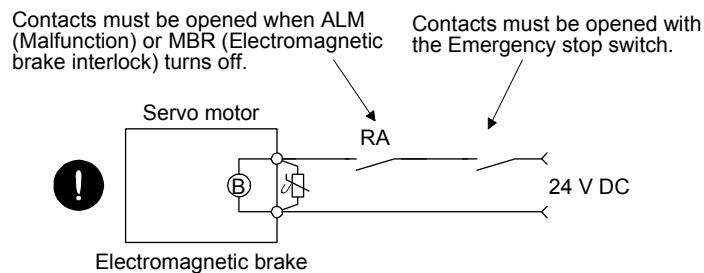 Contacts must be opened when ALM
(Malfunction) or MBR (Electromagnetic
brake interlock) turns off.
Contacts must be opened with
the Emergency stop switch.
Servo motor
RA
B
24 V DC
Electromagnetic brake